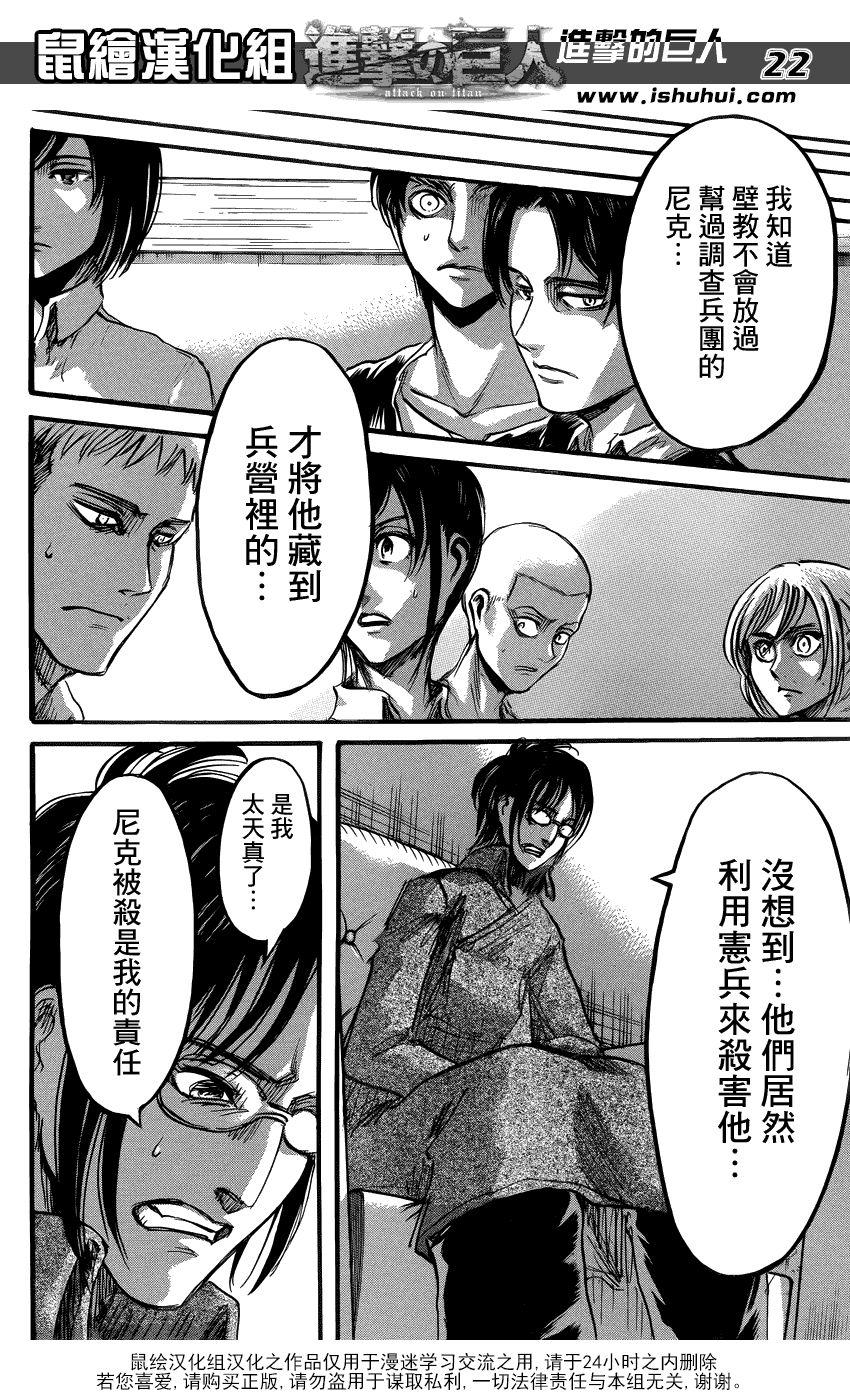 鼠繪漢化組
進撃の巨人
attack on titan
進擊的巨人
22
www.ishuhui.com
我知道
壁教不會放過
幫過調查兵團的
尼克…
才將他藏到
兵營裡的…
沒想到…他們居然
利用憲兵來殺害他…
是我
太天真了…
尼克被殺是我的責任
鼠绘汉化组汉化之作品仅用于漫迷学习交流之用, 请于24小时之内删除
若您喜爱, 请购买正版, 请勿盗用于谋取私利, 一切法律责任与本组无关, 谢谢.